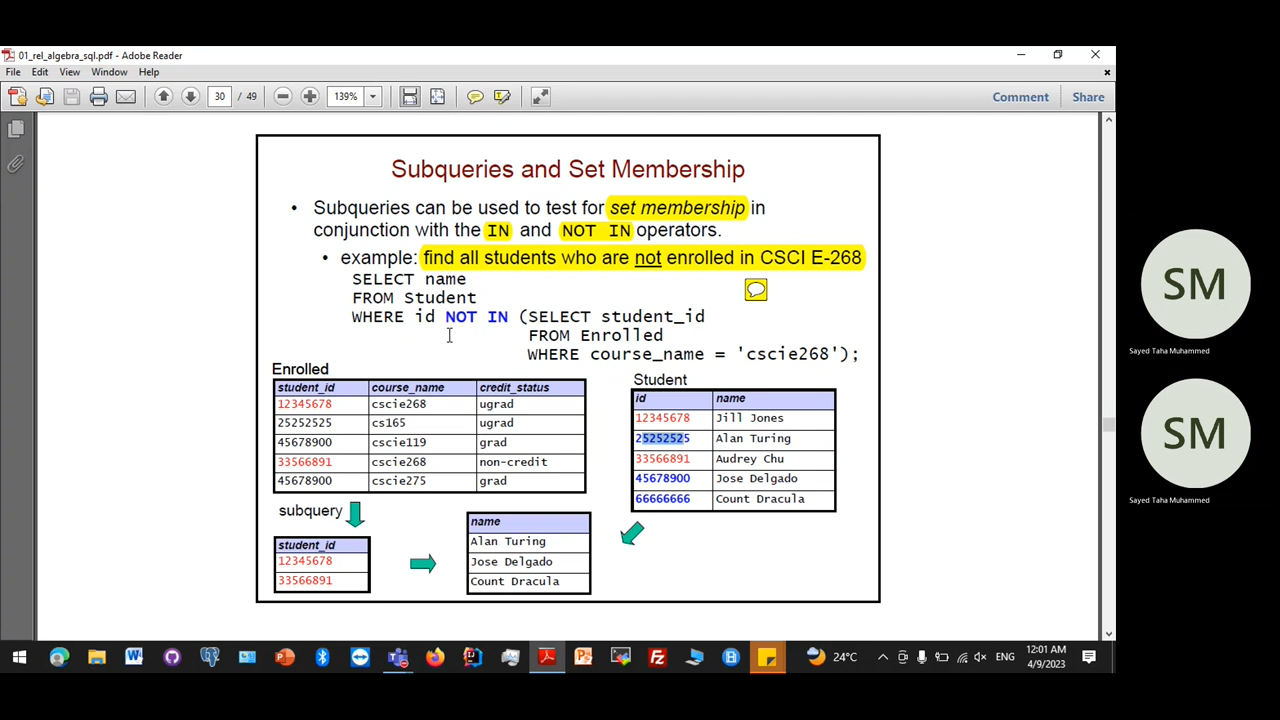 01_rel_algebra_sql.pdf - Adobe Reader
File Edit View Window Help
30 / 49 139% Comment Share
Subqueries and Set Membership
• Subqueries can be used to test for set membership in
conjunction with the IN and NOT IN operators.
• example: find all students who are not enrolled in CSCI E-268
SELECT name
FROM Student
WHERE id NOT IN (SELECT student_id
FROM Enrolled
WHERE course_name = 'cscie268');
Enrolled
student_id course_name credit_status
12345678 cscie268 ugrad
25252525 cs165 ugrad
45678900 cscie119 grad
33566891 cscie268 non-credit
45678900 cscie275 grad
Student
id name
12345678 Jill Jones
25252525 Alan Turing
33566891 Audrey Chu
45678900 Jose Delgado
66666666 Count Dracula
subquery
student_id
12345678
33566891
name
Alan Turing
Jose Delgado
Count Dracula
SM
Sayed Taha Muhammed
SM
Sayed Taha Muhammed
24°C ENG 12:01 AM
4/9/2023